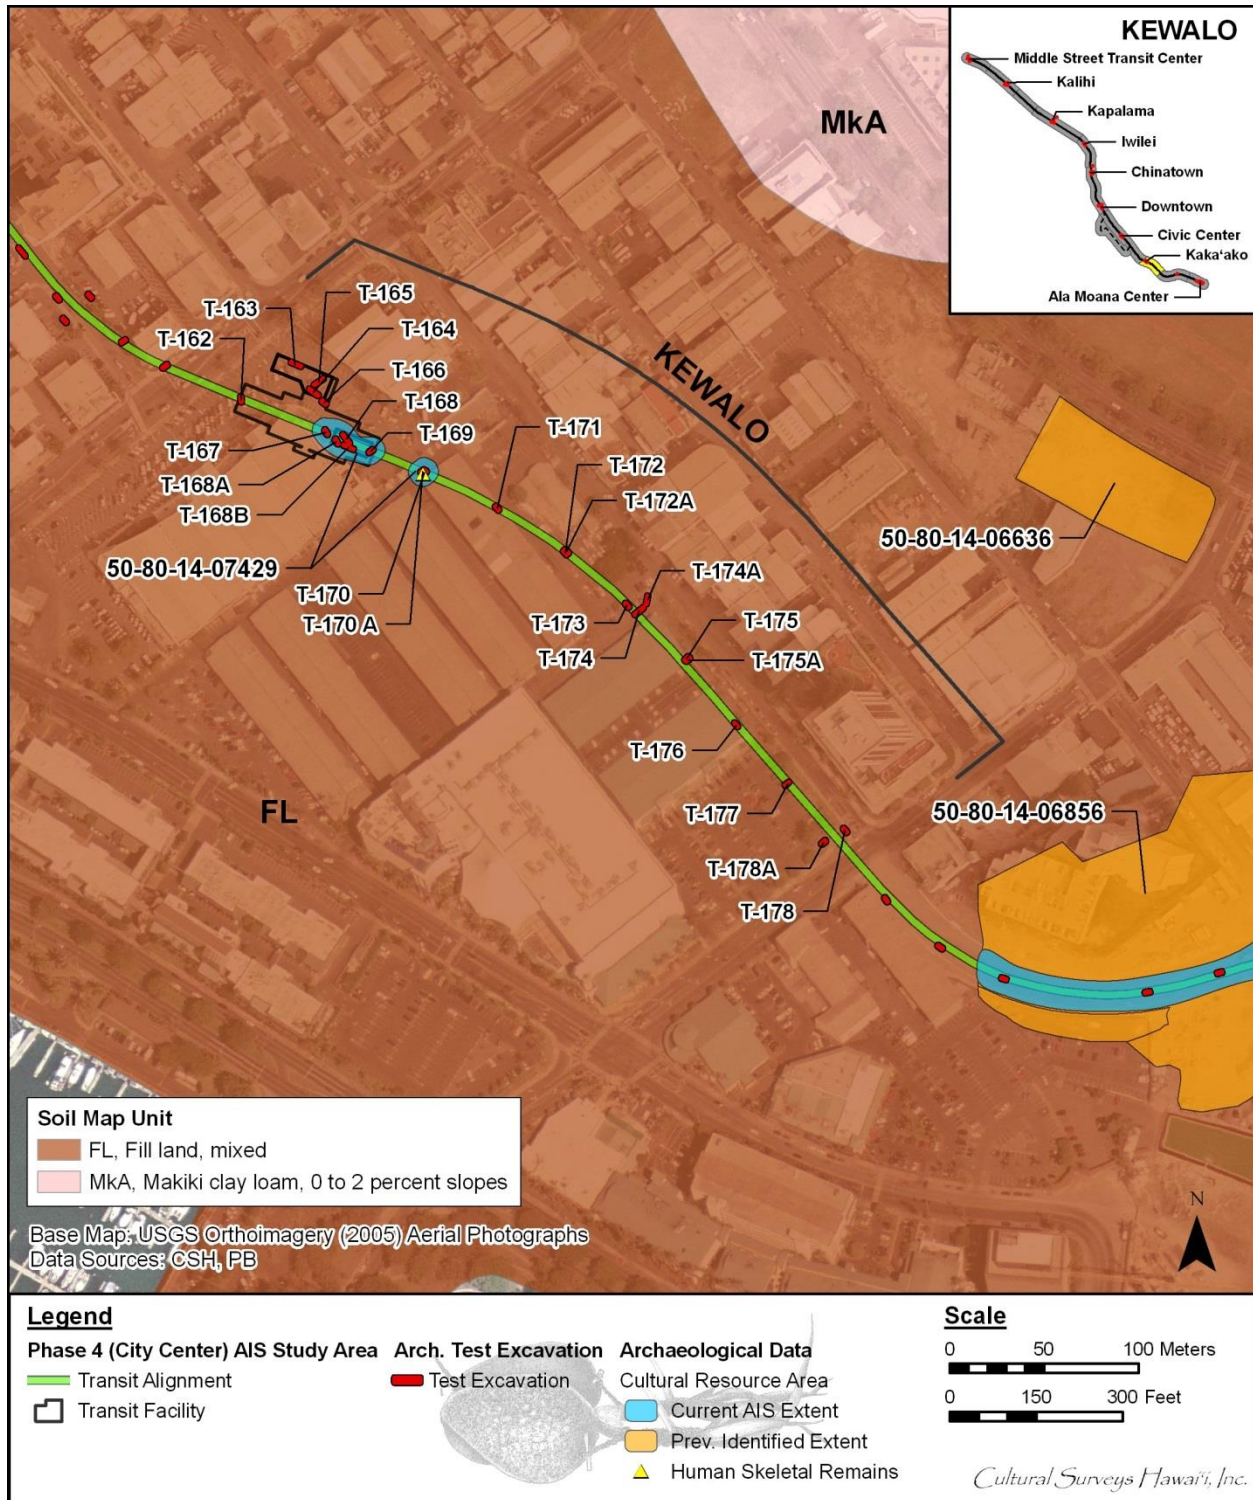 KEWALO
Middle Street Transit Center
Kalihi
Kapalama
Iwilei
Chinatown
Downtown
Civic Center
Kaka‘ako
Ala Moana Center
MkA
T-165
T-163
T-164
T-162
T-166
T-168
T-169
T-167
T-168A
T-168B
50-80-14-07429
T-170
T-170 A
T-171
T-172
T-172A
KEWALO
50-80-14-06636
T-174A
T-173
T-174
T-175
T-175A
T-176
T-177
T-178A
T-178
FL
50-80-14-06856
Soil Map Unit
FL, Fill land, mixed
MkA, Makiki clay loam, 0 to 2 percent slopes
Base Map: USGS Orthoimagery (2005) Aerial Photographs
Data Sources: CSH, PB
N
Legend
Phase 4 (City Center) AIS Study Area
Transit Alignment
Transit Facility
Arch. Test Excavation
Test Excavation
Archaeological Data
Cultural Resource Area
Current AIS Extent
Prev. Identified Extent
Human Skeletal Remains
Scale
0 50 100 Meters
0 150 300 Feet
Cultural Surveys Hawai‘i, Inc.